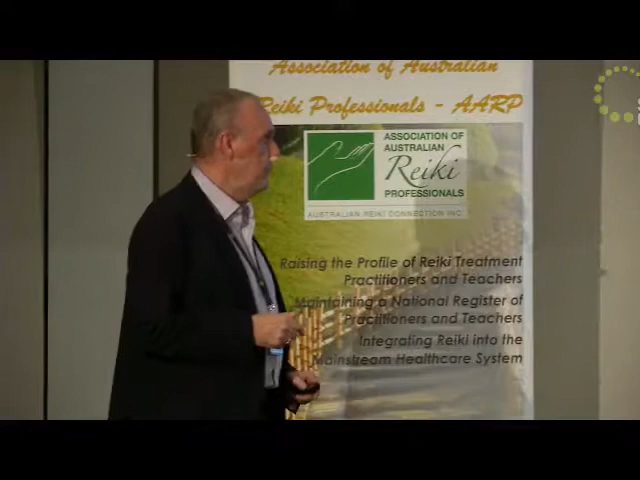 Association of Australian
Reiki Professionals - AARP
ASSOCIATION OF
AUSTRALIAN
Reiki
PROFESSIONALS
AUSTRALIAN REIKI CONNECTION INC.
Raising the Profile of Reiki Treatment
Practitioners and Teachers
Maintaining a National Register of
Practitioners and Teachers
Integrating Reiki into the
Mainstream Healthcare System